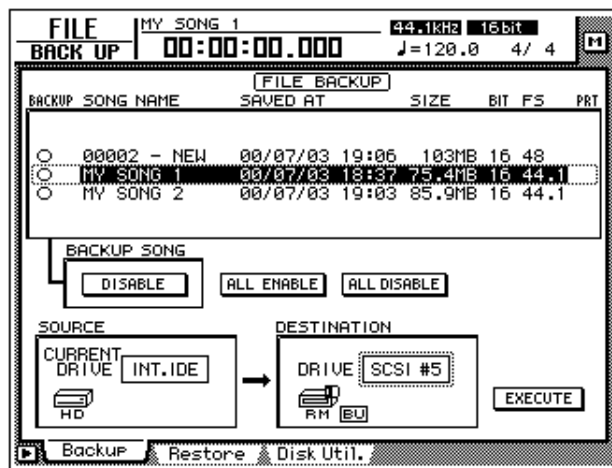 FILE
BACK UP
MY SONG 1
00:00:00.000
44.1kHz 16bit
♩=120.0 4/ 4
M
FILE BACKUP
BACKUP SONG NAME SAVED AT SIZE BIT FS PRT
00002 - NEW 00/07/03 19:06 103MB 16 48
MY SONG 1 00/07/03 18:37 75.4MB 16 44.1
MY SONG 2 00/07/03 19:03 85.9MB 16 44.1
BACKUP SONG
DISABLE ALL ENABLE ALL DISABLE
SOURCE DESTINATION
CURRENT
DRIVE INT.IDE DRIVE SCSI #5
HD RM BU
EXECUTE
Backup Restore Disk Util.